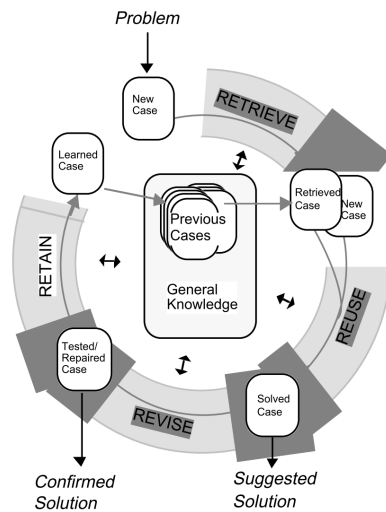 Problem
New
Case
RETRIEVE
Learned
Case
Retrieved
Case
New
Case
Previous
Cases
General
Knowledge
RETAIN
REUSE
Tested/
Repaired
Case
REVISE
Solved
Case
Confirmed
Solution
Suggested
Solution